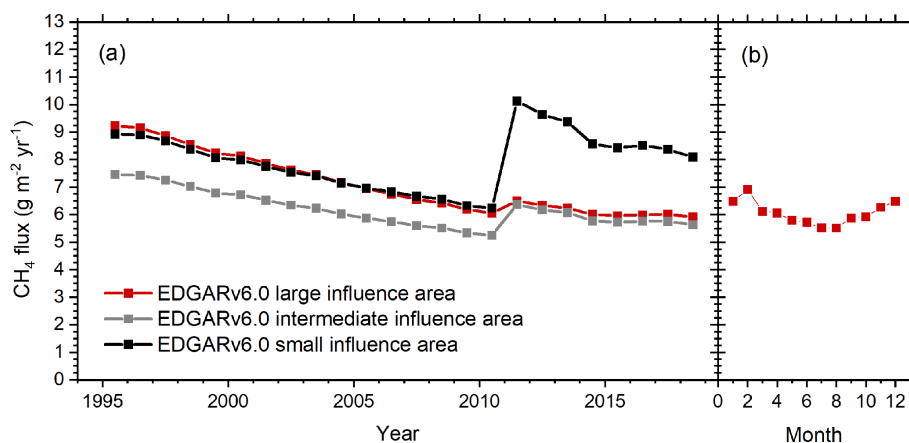 (a)
(b)
13
12
11
10
9
8
7
6
5
4
3
2
1
0
CH₄ flux (g m⁻² yr⁻¹)
EDGARv6.0 large influence area
EDGARv6.0 intermediate influence area
EDGARv6.0 small influence area
1995 2000 2005 2010 2015
0 2 4 6 8 10 12
Year
Month